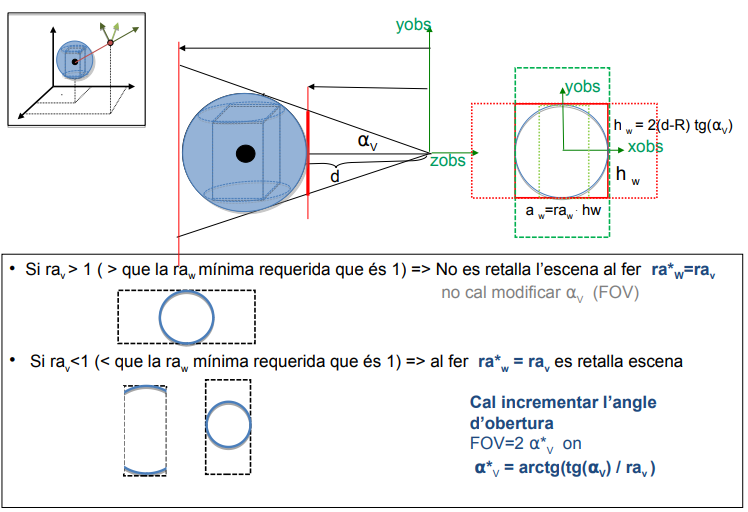 yobs
αV
zobs
d
yobs
h w = 2(d-R) tg(αV)
xobs
h w
a w=raw· hw
• Si rav > 1 ( > que la raw mínima requerida que és 1) => No es retalla l’escena al fer ra*w=rav
no cal modificar αV (FOV)
• Si rav<1 (< que la raw mínima requerida que és 1) => al fer ra*w = rav es retalla escena
Cal incrementar l’angle
d’obertura
FOV=2 α*V on
α*V = arctg(tg(αV) / rav )